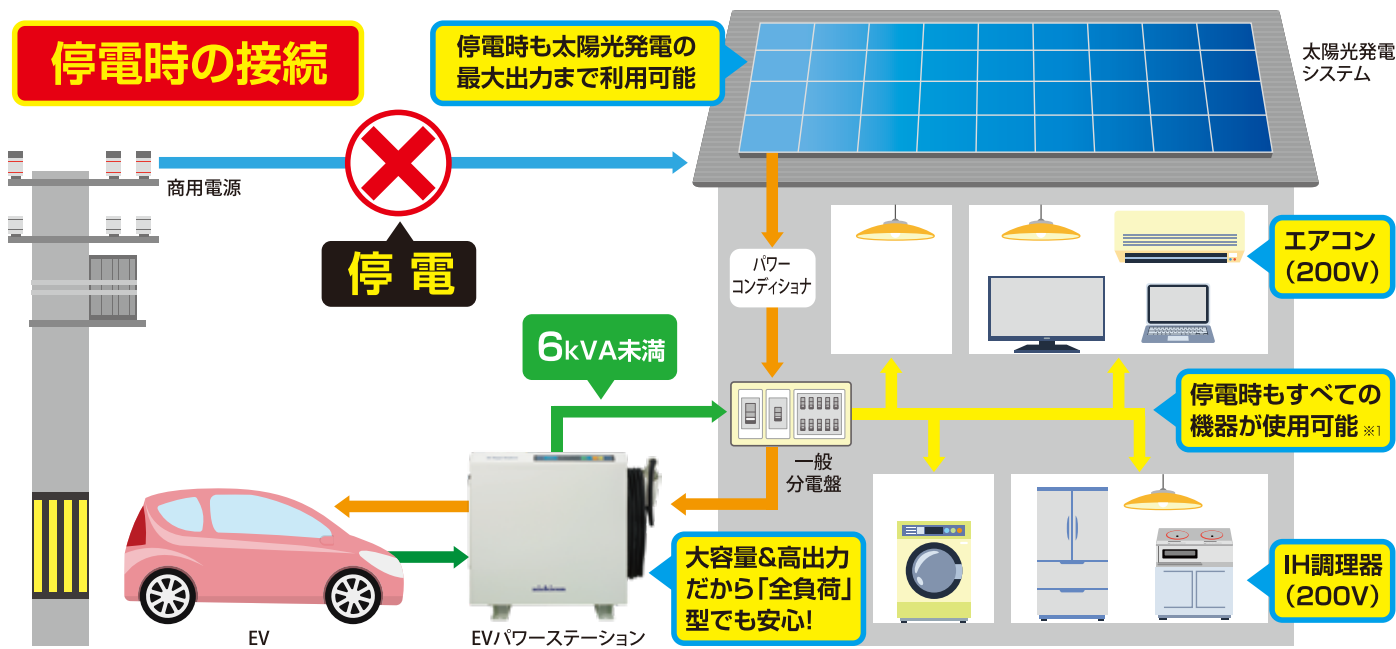 停電時の接続
停電時も太陽光発電の
最大出力まで利用可能
太陽光発電
システム
商用電源
停電
パワー
コンディショナ
エアコン
(200V)
6kVA未満
停電時もすべての
機器が使用可能 ※1
一般
分電盤
大容量&高出力
だから「全負荷」
型でも安心!
IH調理器
(200V)
EV
EVパワーステーション